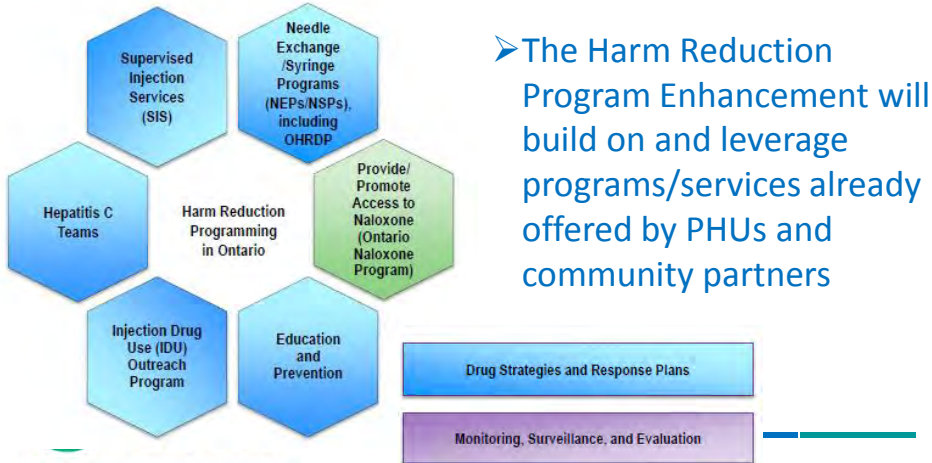 Supervised
Injection
Services
(SIS)
Needle
Exchange
/Syringe
Programs
(NEPs/NSPs),
including
OHRDP
Provide/
Promote
Access to
Naloxone
(Ontario
Naloxone
Program)
Hepatitis C
Teams
Harm Reduction
Programming
in Ontario
Injection Drug
Use (IDU)
Outreach
Program
Education
and
Prevention
➢The Harm Reduction
Program Enhancement will
build on and leverage
programs/services already
offered by PHUs and
community partners
Drug Strategies and Response Plans
Monitoring, Surveillance, and Evaluation